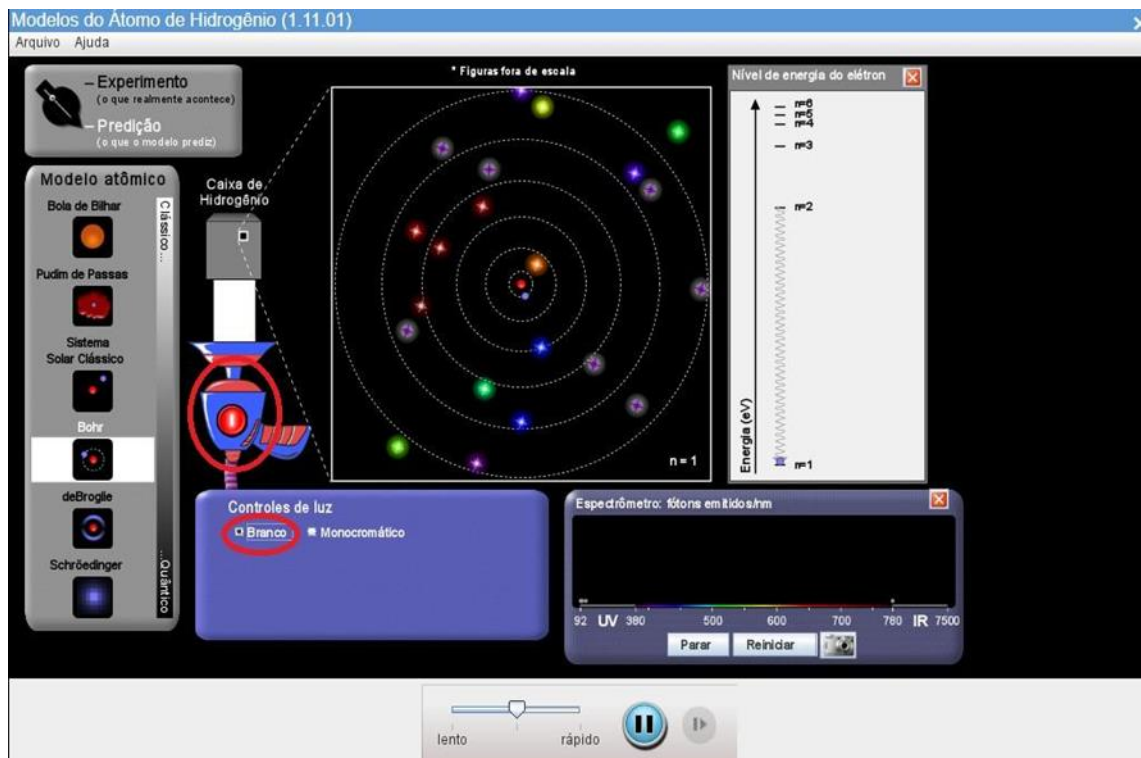 Modelos do Átomo de Hidrogênio (1.11.01)
Arquivo Ajuda
Experimento
(o que realmente acontece)
Predição
(o que o modelo prediz)
Modelo atômico
Clássico...
Bola de Bilhar
Pudim de Passas
Sistema
Solar Clássico
Bohr
deBroglie
Schröedinger
...Quântico
Caixa de
Hidrogênio
* Figuras fora de escala
n = 1
Nível de energia do elétron
n=6
n=5
n=4
n=3
n=2
n=1
Energia (eV)
Controles de luz
Branco Monocromático
Espectrômetro: fótons emitidos/nm
92 UV 380 500 600 700 780 IR 7500
Parar Reiniciar
lento rápido